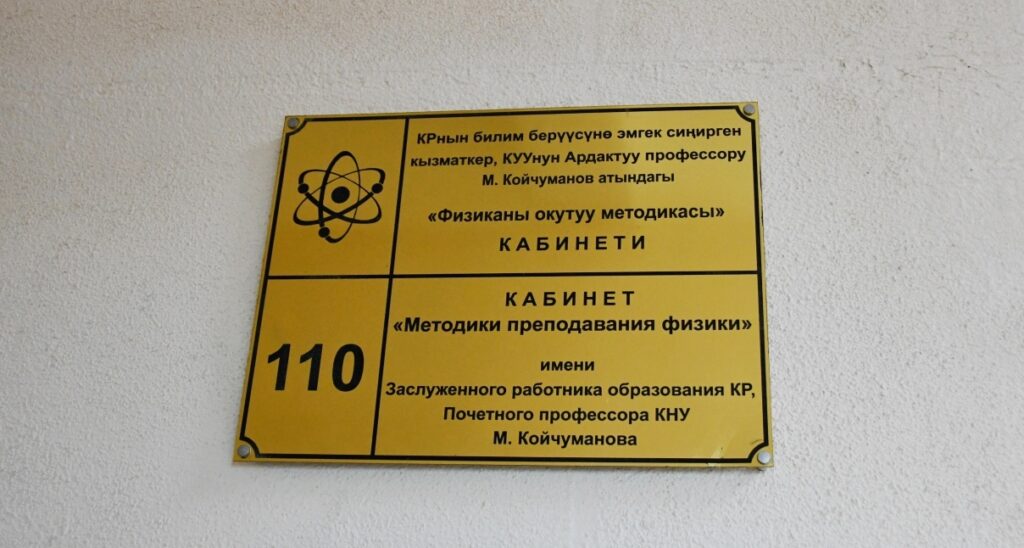 КРнын билим берүүсүнө эмгек сиңирген
кызматкер, КУУнун Ардактуу профессору
М. Койчуманов атындагы
«Физиканы окутуу методикасы»
КАБИНЕТИ
110
КАБИНЕТ
«Методики преподавания физики»
имени
Заслуженного работника образования КР,
Почетного профессора КНУ
М. Койчуманова